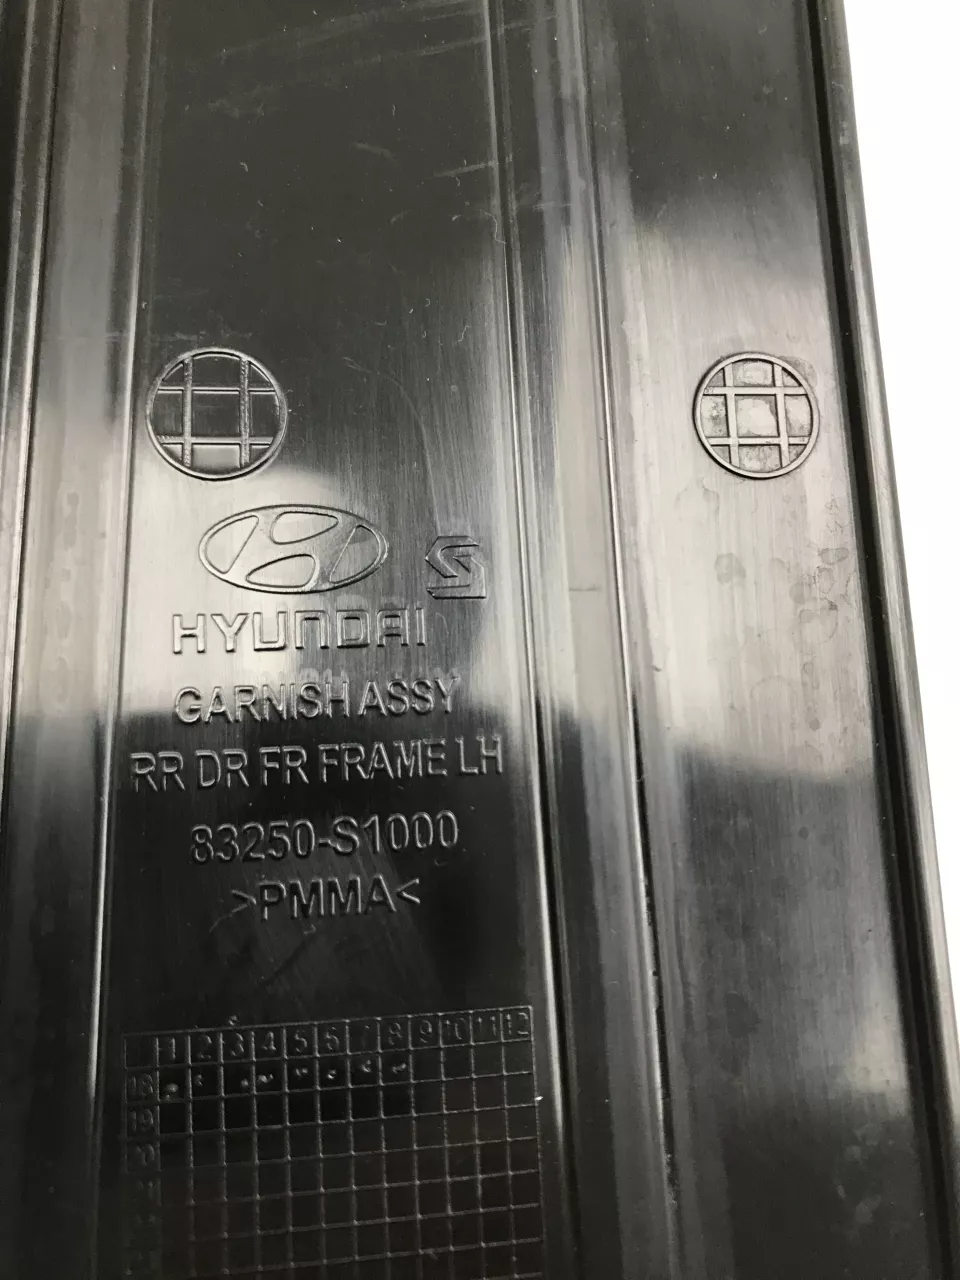 HYUNDAI
GARNISH ASSY
RR DR FR FRAME LH
83250-S1000
>PMMA<
1 2 3 4 5 6 7 8 9 10 11 12
18
19
20